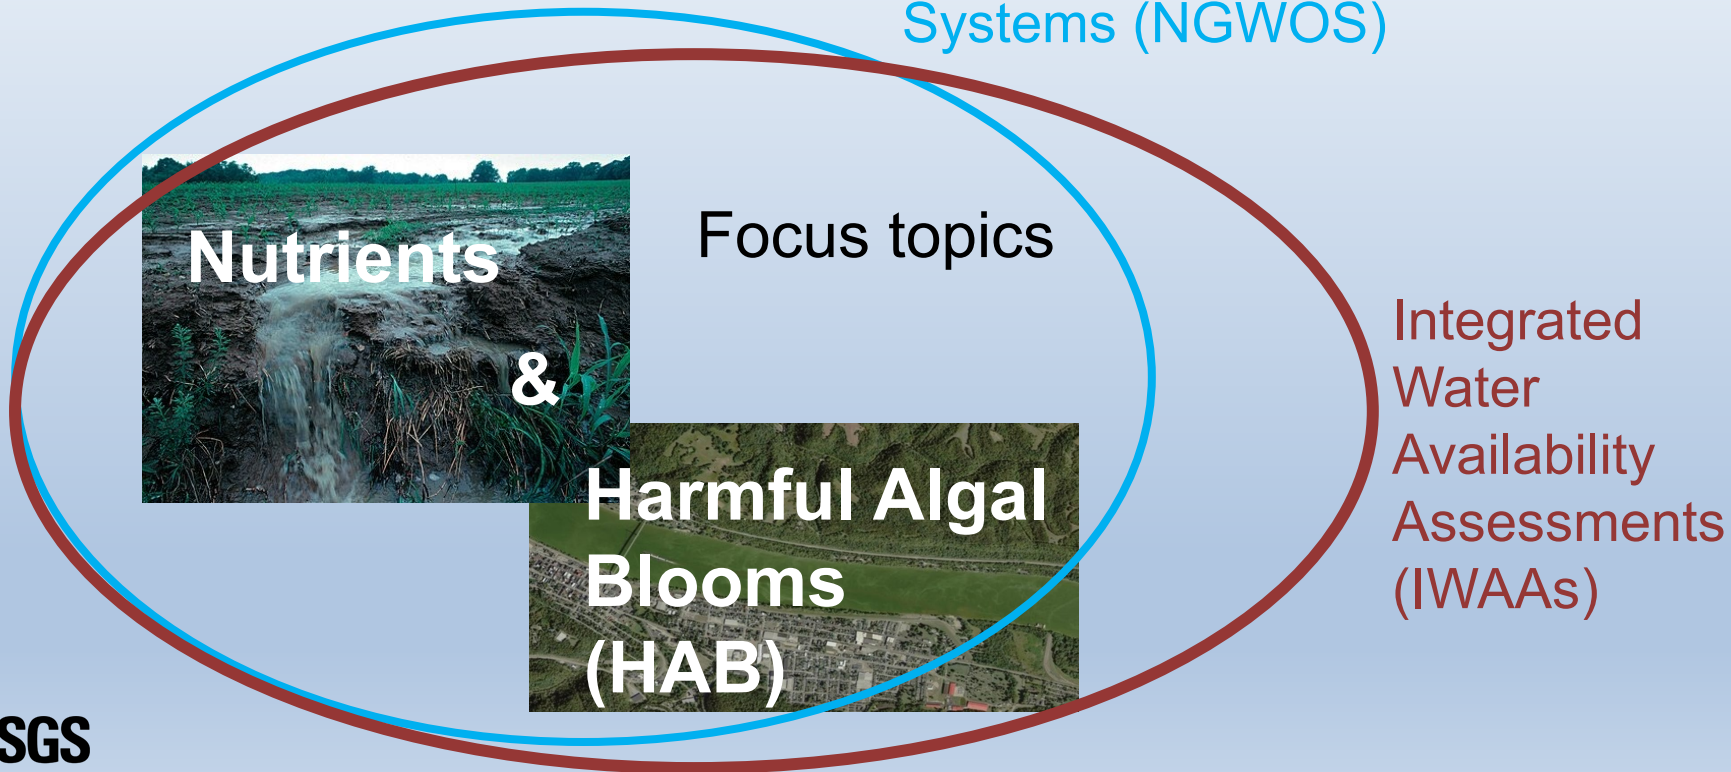 Systems (NGWOS)
Nutrients
Focus topics
&
Harmful Algal
Blooms
(HAB)
Integrated
Water
Availability
Assessments
(IWAAs)
SGS